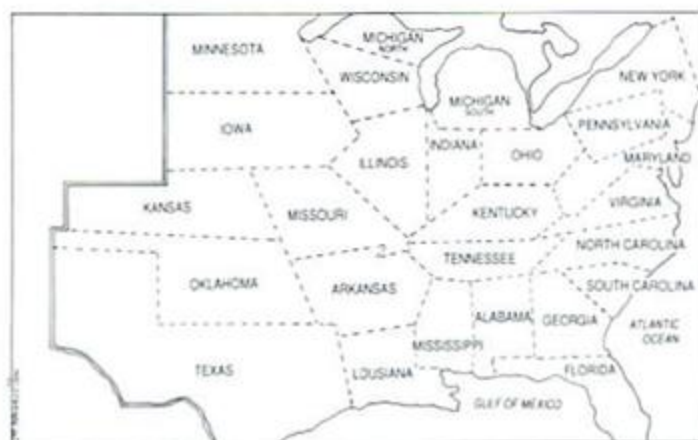 MINNESOTA
MICHIGAN
NORTH
WISCONSIN
MICHIGAN
SOUTH
NEW YORK
IOWA
PENNSYLVANIA
ILLINOIS
INDIANA
OHIO
MARYLAND
KANSAS
MISSOURI
KENTUCKY
VIRGINIA
NORTH CAROLINA
TENNESSEE
OKLAHOMA
ARKANSAS
SOUTH CAROLINA
ALABAMA
GEORGIA
ATLANTIC
OCEAN
MISSISSIPPI
TEXAS
LOUSIANA
FLORIDA
GULF OF MEXICO